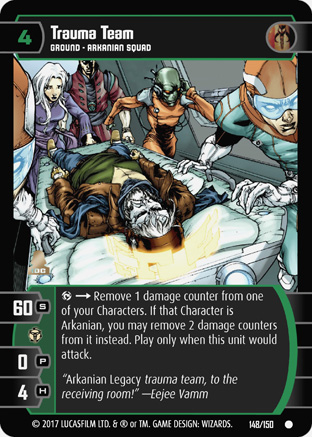 4 Trauma Team
GROUND - ARKANIAN SQUAD
60 S
→ Remove 1 damage counter from one
of your Characters. If that Character is
Arkanian, you may remove 2 damage counters
from it instead. Play only when this unit would
attack.
0 P
4 H
“Arkanian Legacy trauma team, to the
receiving room!” —Eejee Vamm
© 2017 LUCASFILM LTD. & ® or TM. GAME DESIGN: WIZARDS. 148/150